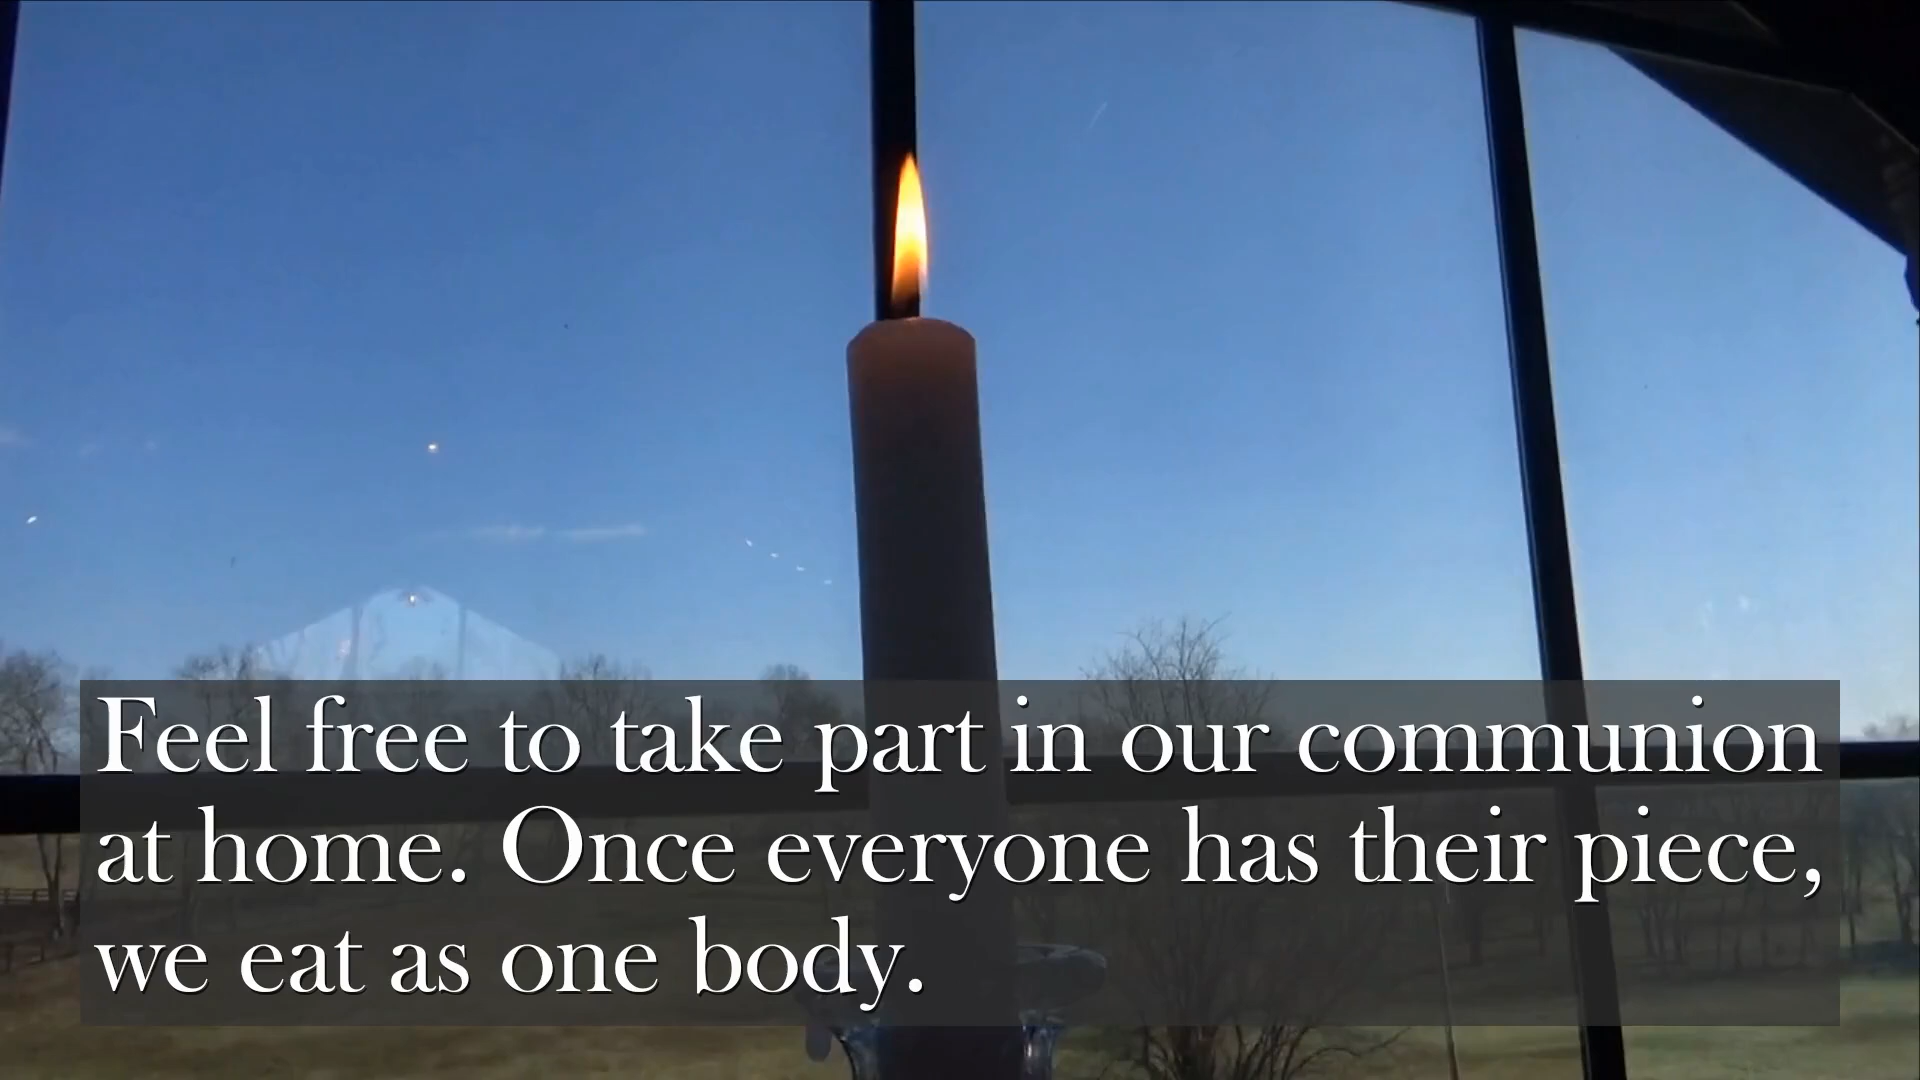 Feel free to take part in our communion
at home. Once everyone has their piece,
we eat as one body.